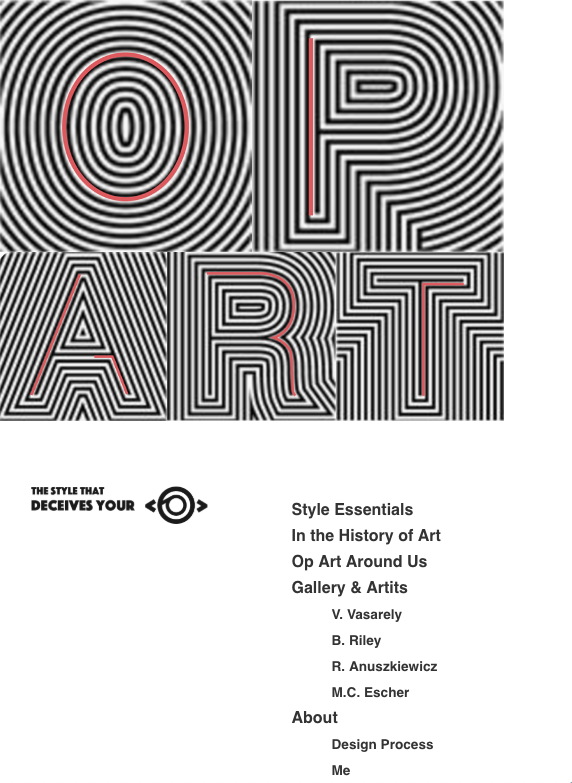 OP
ART
THE STYLE THAT
DECEIVES YOUR
Style Essentials
In the History of Art
Op Art Around Us
Gallery & Artits
V. Vasarely
B. Riley
R. Anuszkiewicz
M.C. Escher
About
Design Process
Me